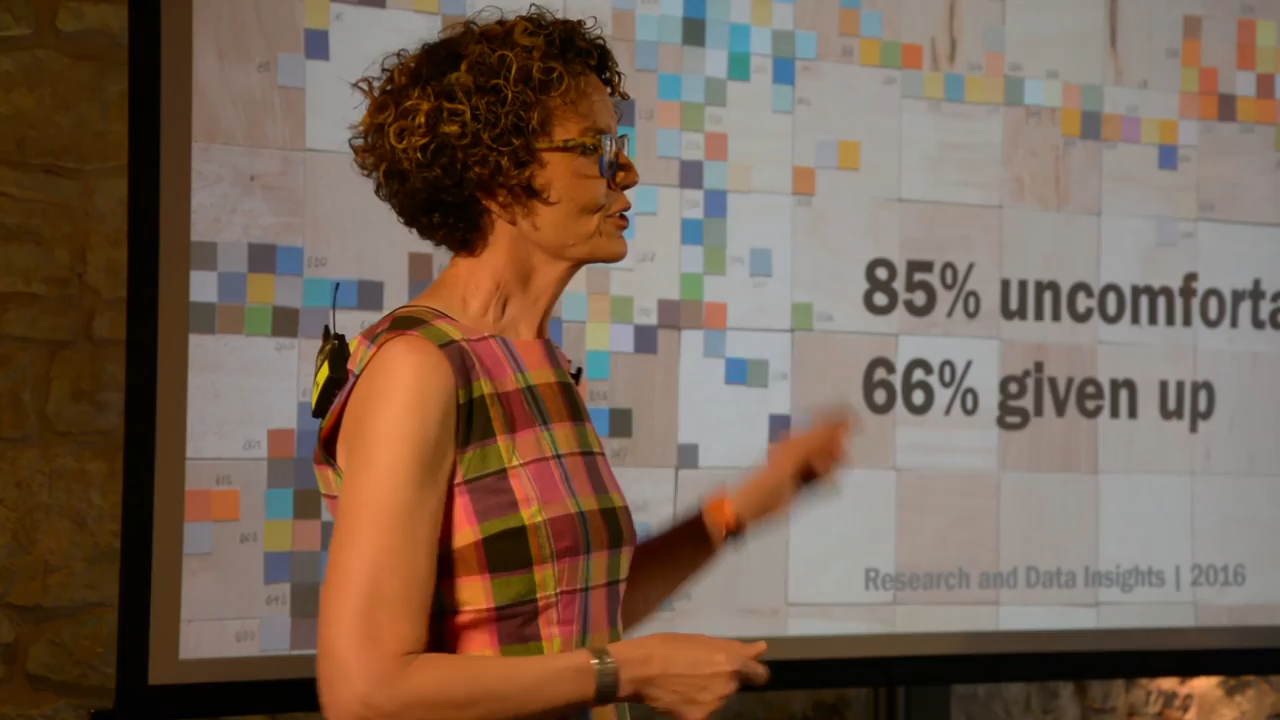 85% uncomforta
66% given up
Research and Data Insights | 2016